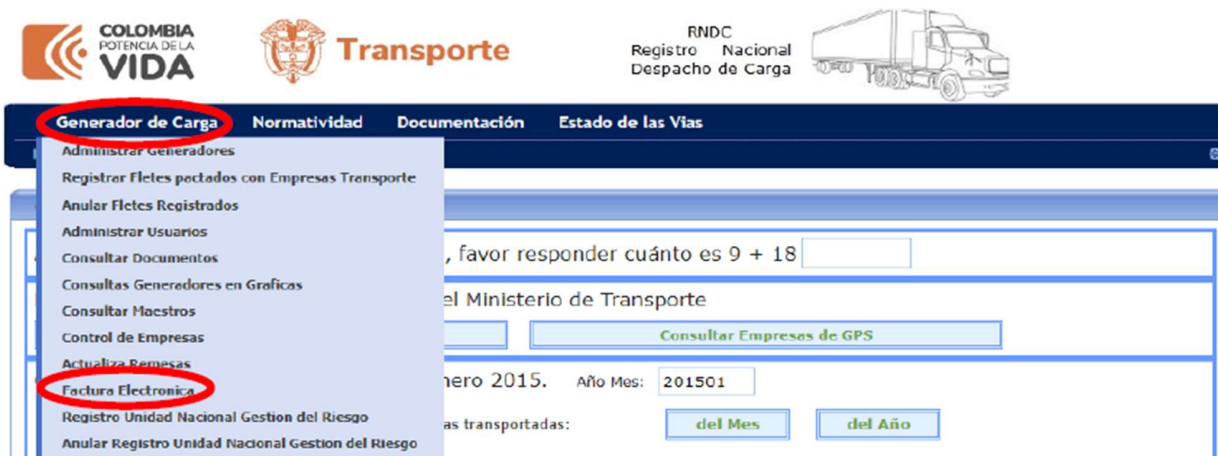 COLOMBIA
POTENCIA DE LA
VIDA
Transporte
RNDC
Registro Nacional
Despacho de Carga
Generador de Carga Normatividad Documentación Estado de las Vias
Administrar Generadores
Registrar Fletes pactados con Empresas Transporte
Anular Fletes Registrados
Administrar Usuarios
Consultar Documentos
, favor responder cuánto es 9 + 18
Consultas Generadores en Graficas
el Ministerio de Transporte
Consultar Maestros
Control de Empresas
Consultar Empresas de GPS
Actualiza Remesas
Factura Electronica
nero 2015. Año Mes: 201501
Registro Unidad Nacional Gestion del Riesgo
as transportadas: del Mes del Año
Anular Registro Unidad Nacional Gestion del Riesgo